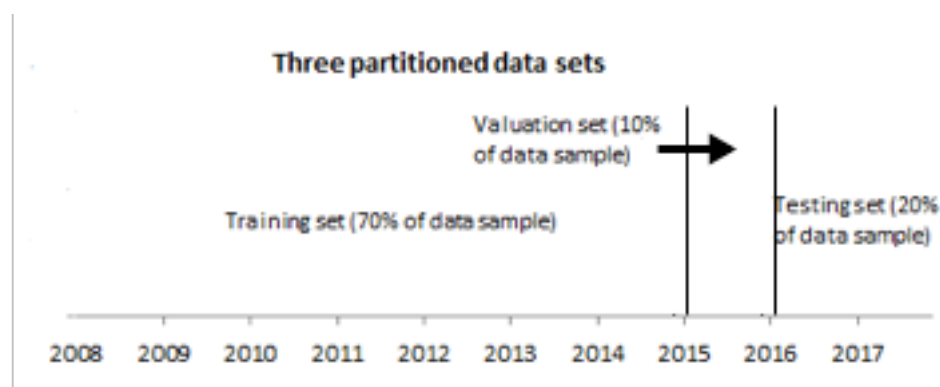 Three partitioned data sets
Valuation set (10%
of data sample)
Training set (70% of data sample)
Testing set (20%
of data sample)
2008 2009 2010 2011 2012 2013 2014 2015 2016 2017